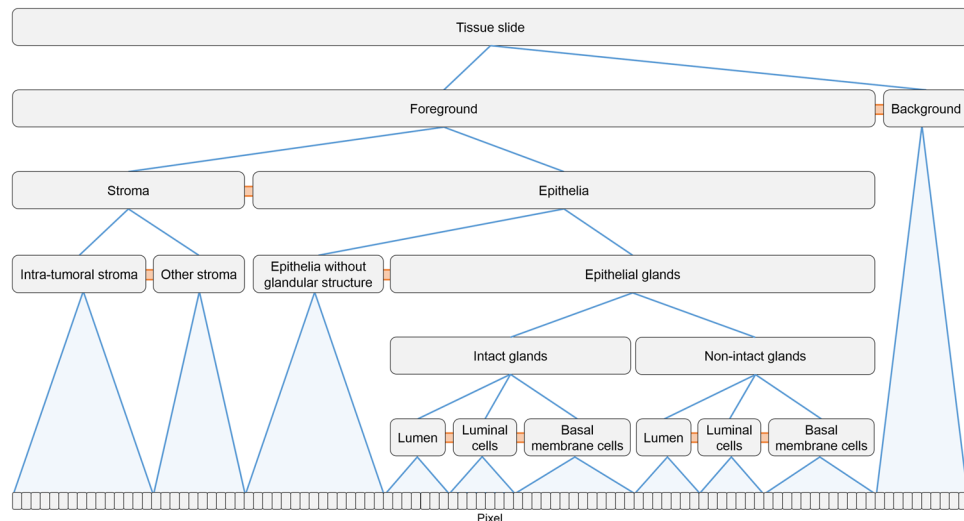 Tissue slide
Foreground
Background
Stroma
Epithelia
Intra-tumoral stroma
Other stroma
Epithelia without
glandular structure
Epithelial glands
Intact glands
Non-intact glands
Lumen
Luminal
cells
Basal
membrane cells
Lumen
Luminal
cells
Basal
membrane cells
Pixel